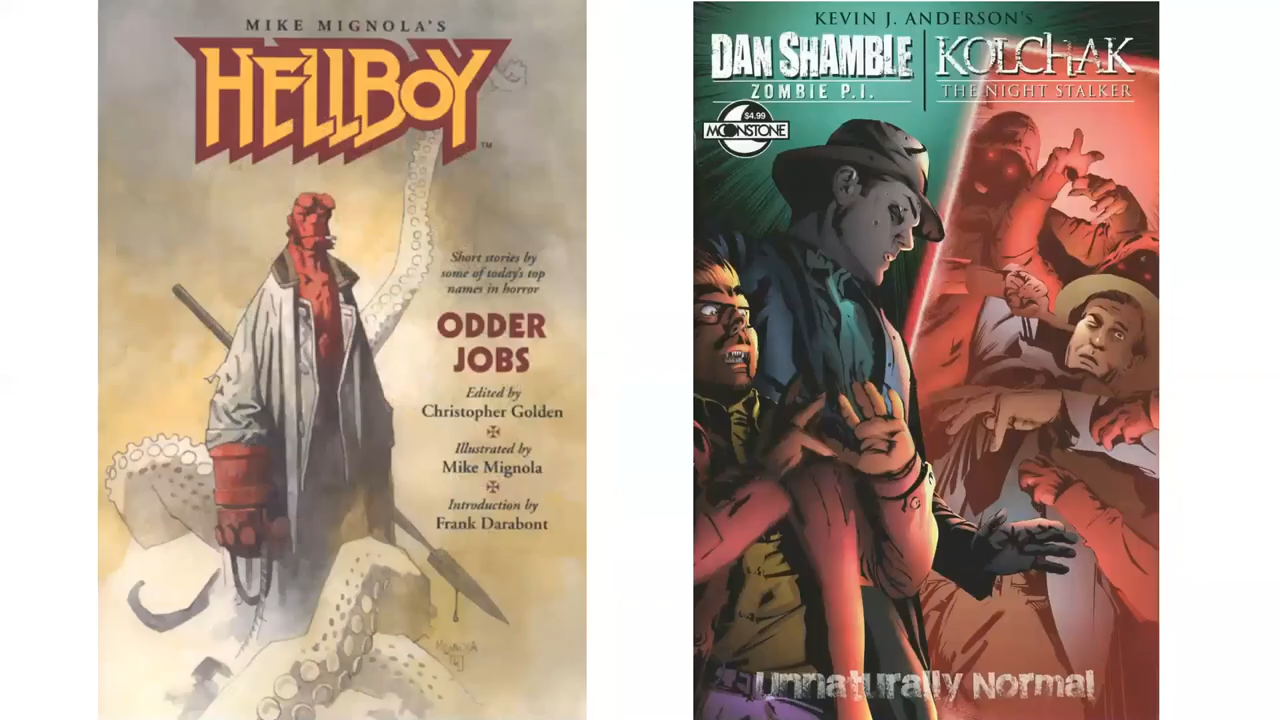 MIKE MIGNOLA'S
HELLBOY
™
Short stories by
some of today's top
names in horror
ODDER
JOBS
Edited by
Christopher Golden
Illustrated by
Mike Mignola
Introduction by
Frank Darabont
KEVIN J. ANDERSON'S
DAN SHAMBLE
ZOMBIE P.I.
KOLCHAK
THE NIGHT STALKER
$4.99
MOONSTONE
Unnaturally Normal